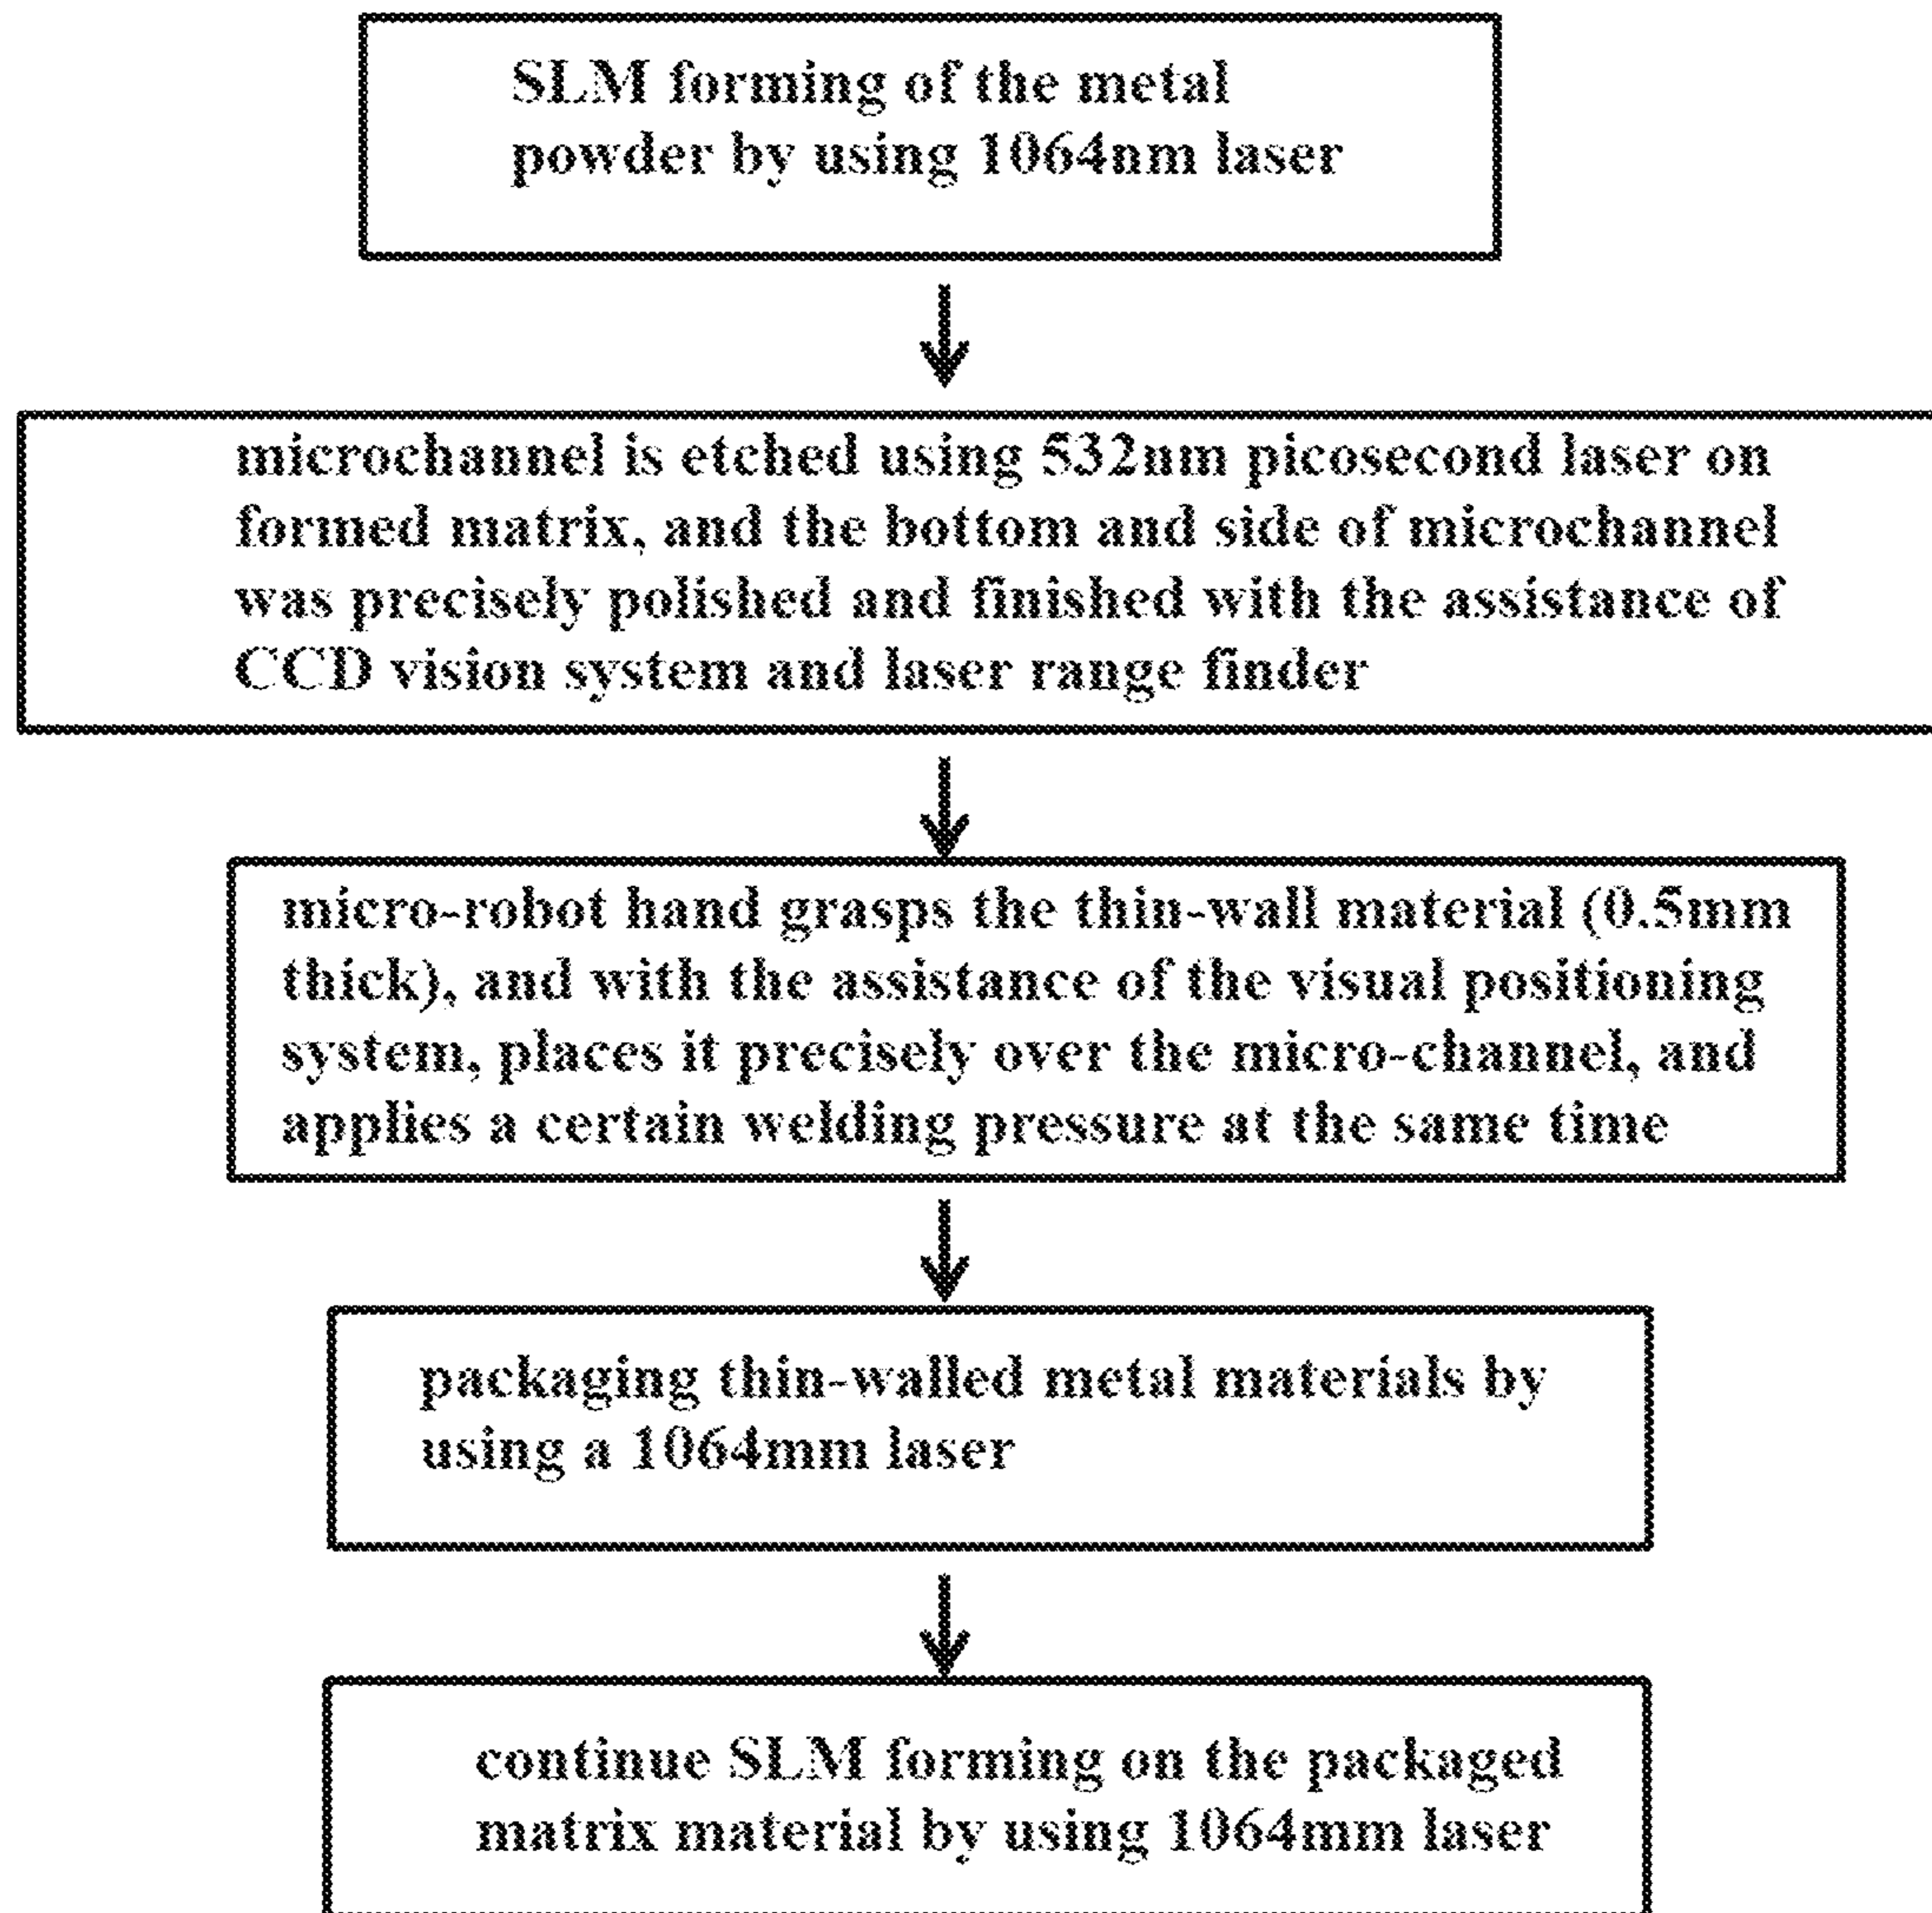 SLM forming of the metal
powder by using 1064nm laser
microchannel is etched using 532nm picosecond laser on
formed matrix, and the bottom and side of microchannel
was precisely polished and finished with the assistance of
CCD vision system and laser range finder
micro-robot hand grasps the thin-wall material (0.5mm
thick), and with the assistance of the visual positioning
system, places it precisely over the micro-channel, and
applies a certain welding pressure at the same time
packaging thin-walled metal materials by
using a 1064mm laser
continue SLM forming on the packaged
matrix material by using 1064mm laser